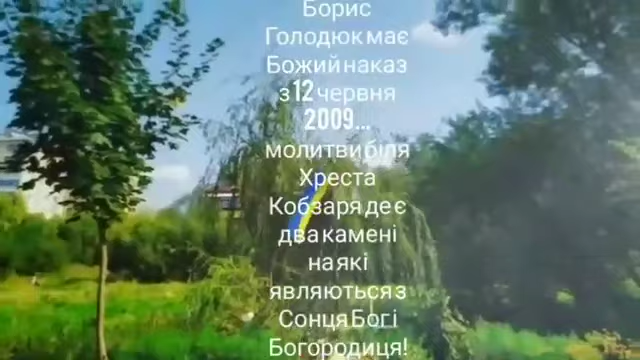 Борис
Голодюк має
Божий наказ
з 12 червня
2009...
молитви біля
Хреста
Кобзаря де є
два камені
на які
являються з
Сонця Бог і
Богородиця!